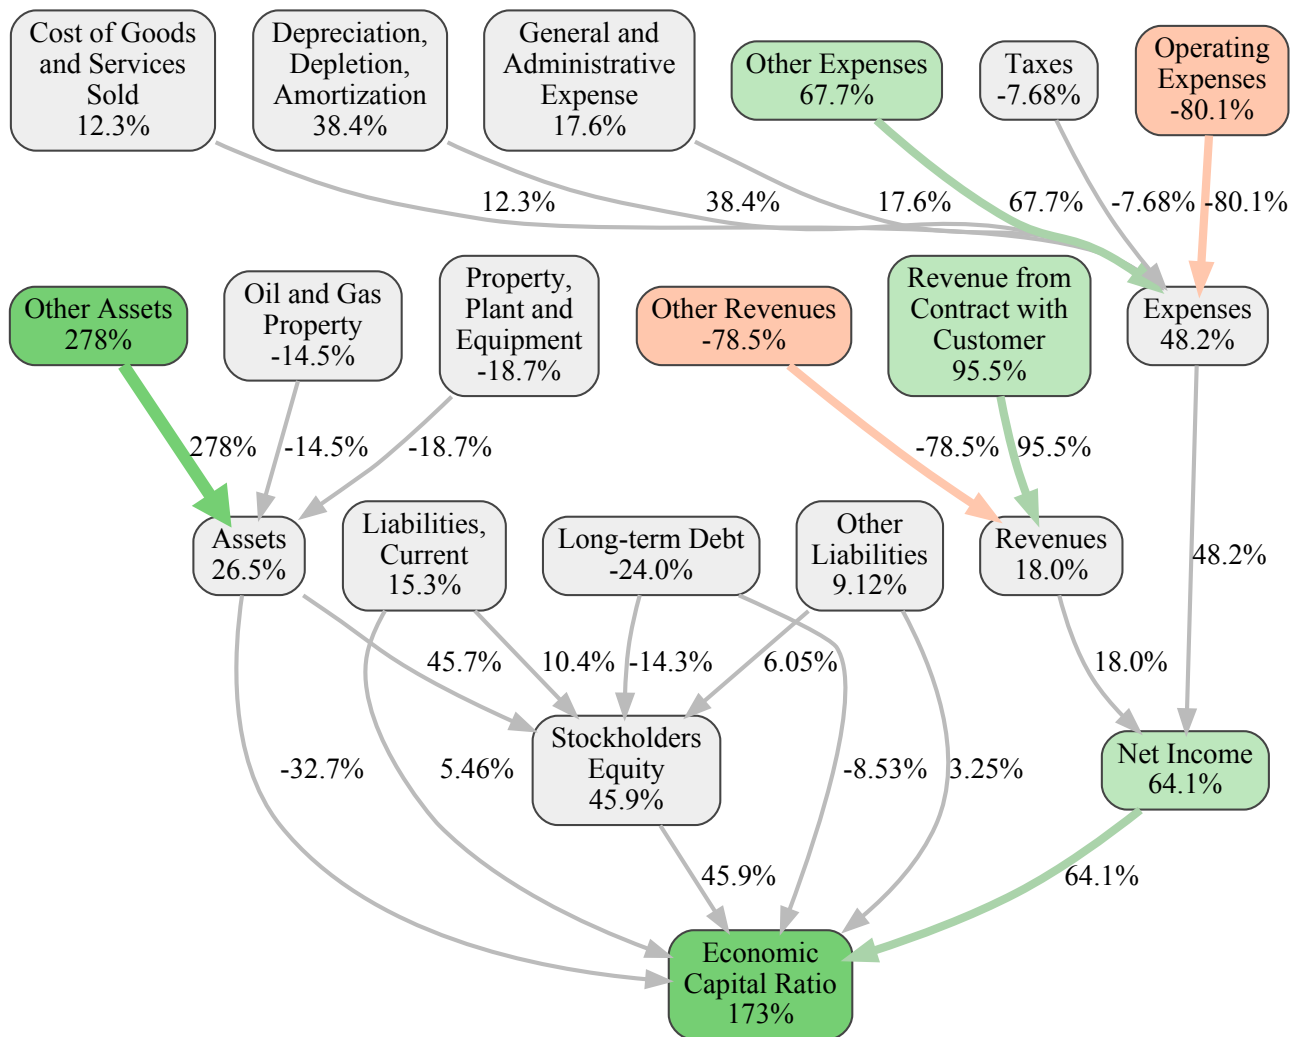 Cost of Goods
and Services
Sold
12.3%
Depreciation,
Depletion,
Amortization
38.4%
General and
Administrative
Expense
17.6%
Other Expenses
67.7%
Taxes
-7.68%
Operating
Expenses
-80.1%
12.3%
38.4%
17.6%
67.7%
-7.68%
-80.1%
Other Assets
278%
Oil and Gas
Property
-14.5%
Property,
Plant and
Equipment
-18.7%
Other Revenues
-78.5%
Revenue from
Contract with
Customer
95.5%
Expenses
48.2%
278%
-14.5%
-18.7%
-78.5%
95.5%
48.2%
Assets
26.5%
Liabilities,
Current
15.3%
Long-term Debt
-24.0%
Other
Liabilities
9.12%
Revenues
18.0%
45.7%
10.4%
-14.3%
6.05%
18.0%
-32.7%
5.46%
Stockholders
Equity
45.9%
-8.53%
3.25%
Net Income
64.1%
45.9%
64.1%
Economic
Capital Ratio
173%